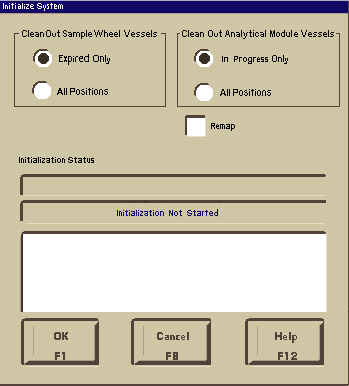 Initialize System
Clean Out Sample Wheel Vessels
Clean Out Analytical Module Vessels
Expired Only
In Progress Only
All Positions
All Positions
Remap
Initialization Status
Initialization Not Started
OK
Cancel
Help
F1
F8
F12